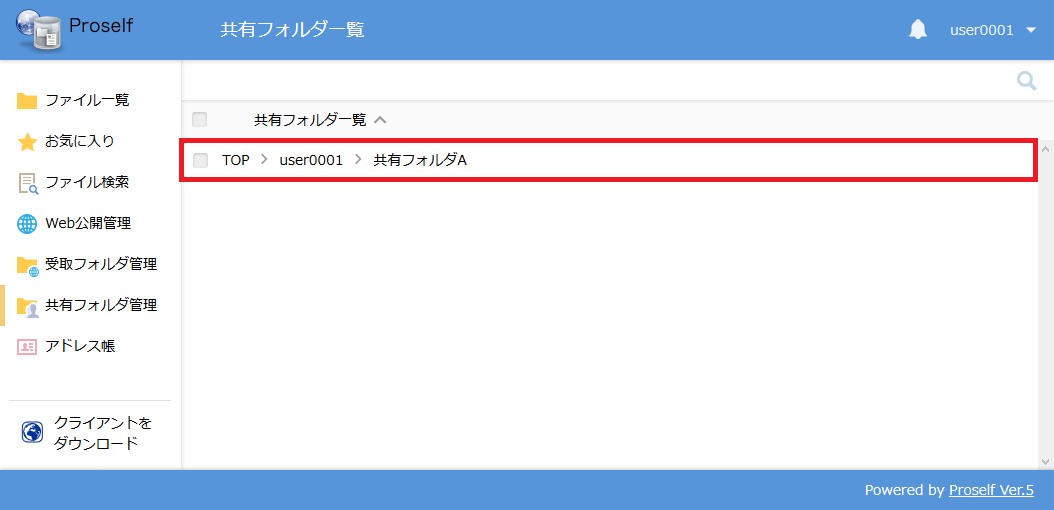 Proself
共有フォルダ一覧
user0001
ファイル一覧
お気に入り
ファイル検索
Web公開管理
受取フォルダ管理
共有フォルダ管理
アドレス帳
クライアントを
ダウンロード
共有フォルダ一覧
TOP > user0001 > 共有フォルダA
Powered by Proself Ver.5